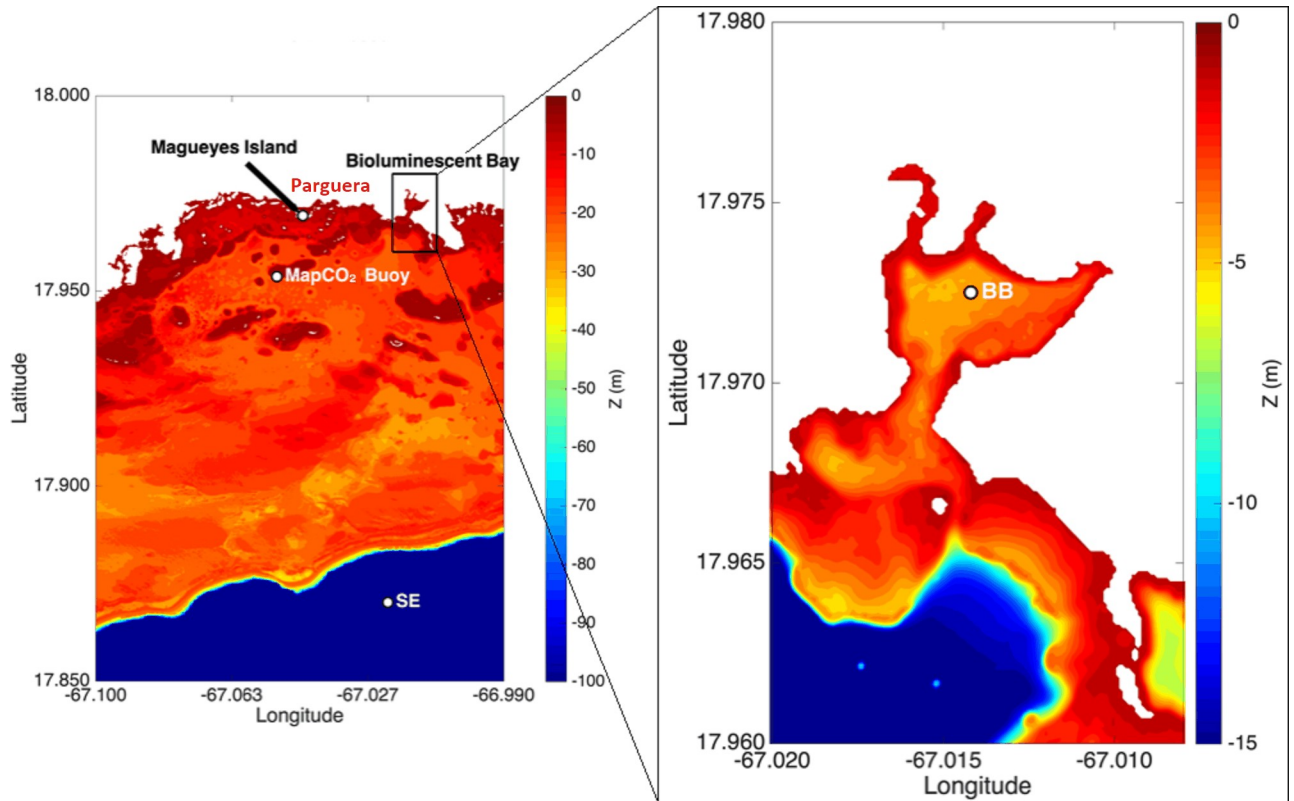 18.000
17.950
17.900
17.850
Latitude
-67.100
-67.063
-67.027
-66.990
Longitude
Magueyes Island
Parguera
Bioluminescent Bay
MapCO₂ Buoy
SE
0
-10
-20
-30
-40
-50
-60
-70
-80
-90
-100
Z (m)
17.980
17.975
17.970
17.965
17.960
Latitude
-67.020
-67.015
-67.010
Longitude
BB
0
-5
-10
-15
Z (m)